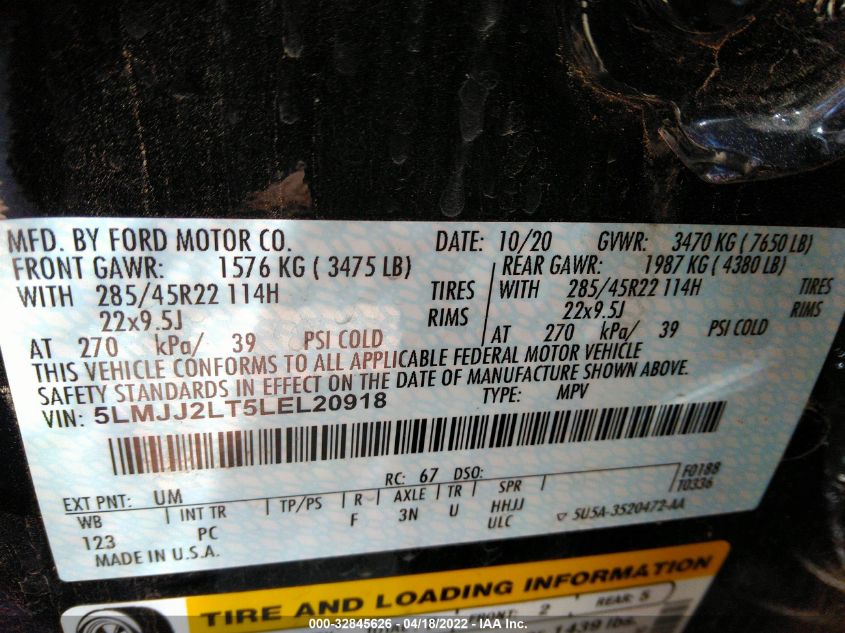 MFD. BY FORD MOTOR CO.
DATE: 10/20 GVWR: 3470 KG ( 7650 LB)
FRONT GAWR: 1576 KG ( 3475 LB)
REAR GAWR: 1987 KG ( 4380 LB)
WITH 285/45R22 114H TIRES
WITH 285/45R22 114H TIRES
22x9.5J RIMS
22x9.5J RIMS
AT 270 kPa/ 39 PSI COLD
AT 270 kPa/ 39 PSI COLD
THIS VEHICLE CONFORMS TO ALL APPLICABLE FEDERAL MOTOR VEHICLE
SAFETY STANDARDS IN EFFECT ON THE DATE OF MANUFACTURE SHOWN ABOVE.
VIN: 5LMJJ2LT5LEL20918 TYPE: MPV
EXT PNT: UM RC: 67 DSO: F0188
T0336
WB INT TR TP/PS R AXLE TR SPR
123 PC F 3N U HHJJ
ULC 5U5A-3520472-AA
MADE IN U.S.A.
TIRE AND LOADING INFORMATION
FRONT: 2 REAR: 5
1439 lbs.
000-32845626 - 04/18/2022 - IAA Inc.